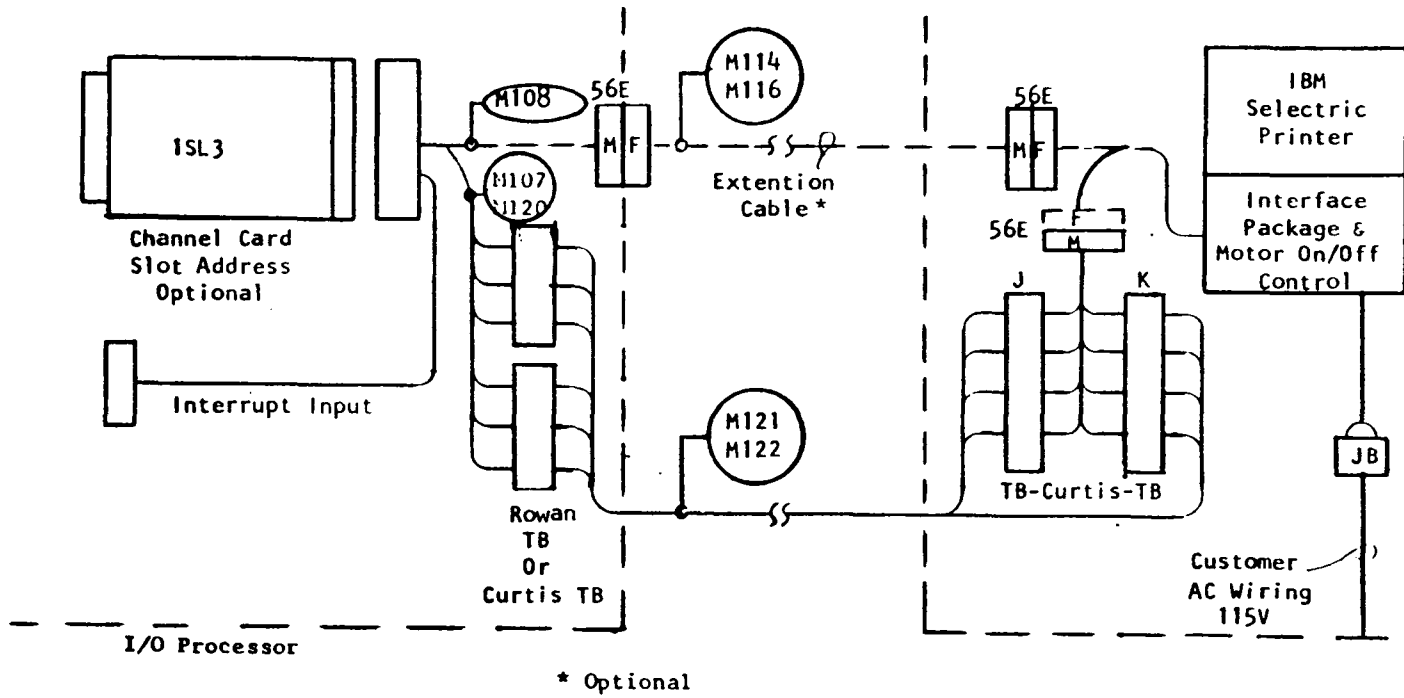 1SL3
Channel Card
Slot Address
Optional
Interrupt Input
M108
56E
M F
M107
M120
Rowan
TB
Or
Curtis TB
I/O Processor
M114
M116
Extention
Cable*
M121
M122
56E
M F
56E
F
M
J
K
TB-Curtis-TB
IBM
Selectric
Printer
Interface
Package &
Motor On/Off
Control
JB
Customer
AC Wiring
115V
* Optional